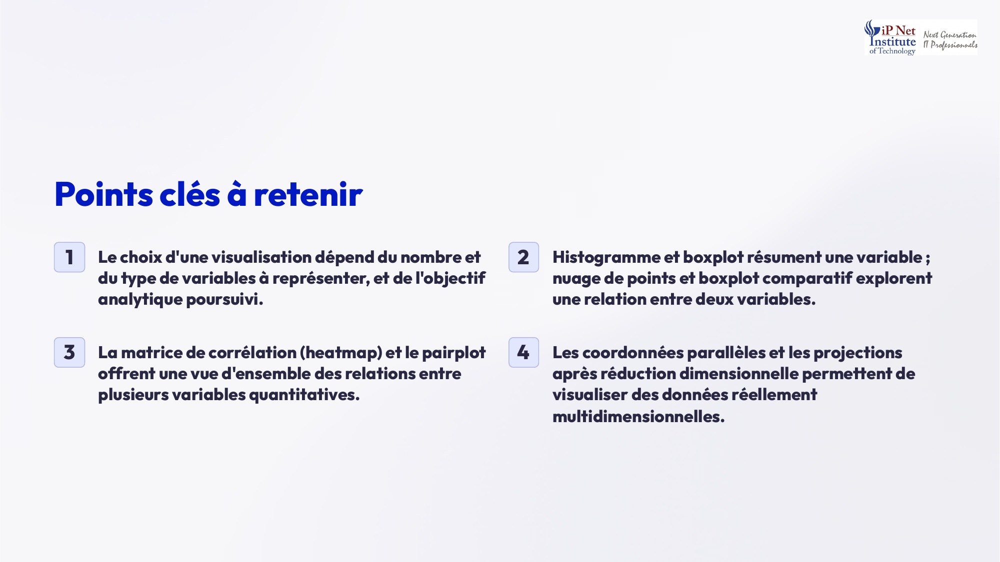 iP Net
Institute
of Technology
Next Generation
IT Professionnels
Points clés à retenir
1
Le choix d'une visualisation dépend du nombre et
du type de variables à représenter, et de l'objectif
analytique poursuivi.
2
Histogramme et boxplot résument une variable ;
nuage de points et boxplot comparatif explorent
une relation entre deux variables.
3
La matrice de corrélation (heatmap) et le pairplot
offrent une vue d'ensemble des relations entre
plusieurs variables quantitatives.
4
Les coordonnées parallèles et les projections
après réduction dimensionnelle permettent de
visualiser des données réellement
multidimensionnelles.